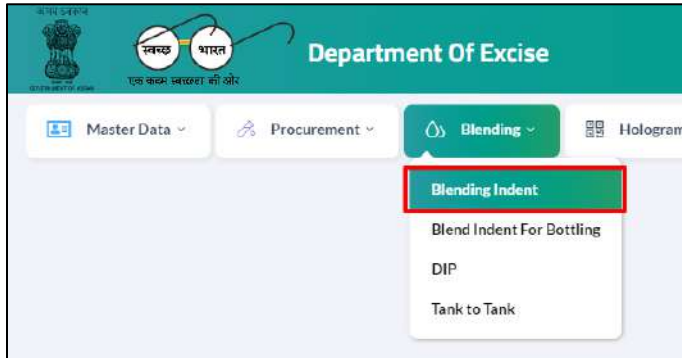 स्वच्छ भारत
एक कदम स्वच्छता की ओर
Department Of Excise
Master Data
Procurement
Blending
Hologram
Blending Indent
Blend Indent For Bottling
DIP
Tank to Tank